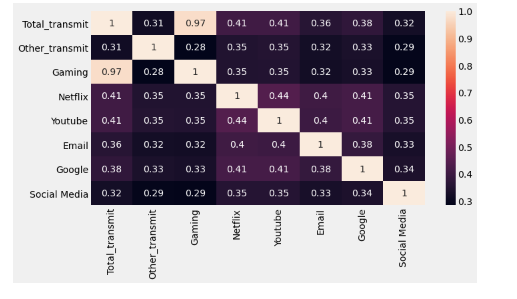 Total_transmit 1 0.31 0.97 0.41 0.41 0.36 0.38 0.32
Other_transmit 0.31 1 0.28 0.35 0.35 0.32 0.33 0.29
Gaming 0.97 0.28 1 0.35 0.35 0.32 0.33 0.29
Netflix 0.41 0.35 0.35 1 0.44 0.4 0.41 0.35
Youtube 0.41 0.35 0.35 0.44 1 0.4 0.41 0.35
Email 0.36 0.32 0.32 0.4 0.4 1 0.38 0.33
Google 0.38 0.33 0.33 0.41 0.41 0.38 1 0.34
Social Media 0.32 0.29 0.29 0.35 0.35 0.33 0.34 1
Total_transmit
Other_transmit
Gaming
Netflix
Youtube
Email
Google
Social Media
1.0
0.9
0.8
0.7
0.6
0.5
0.4
0.3